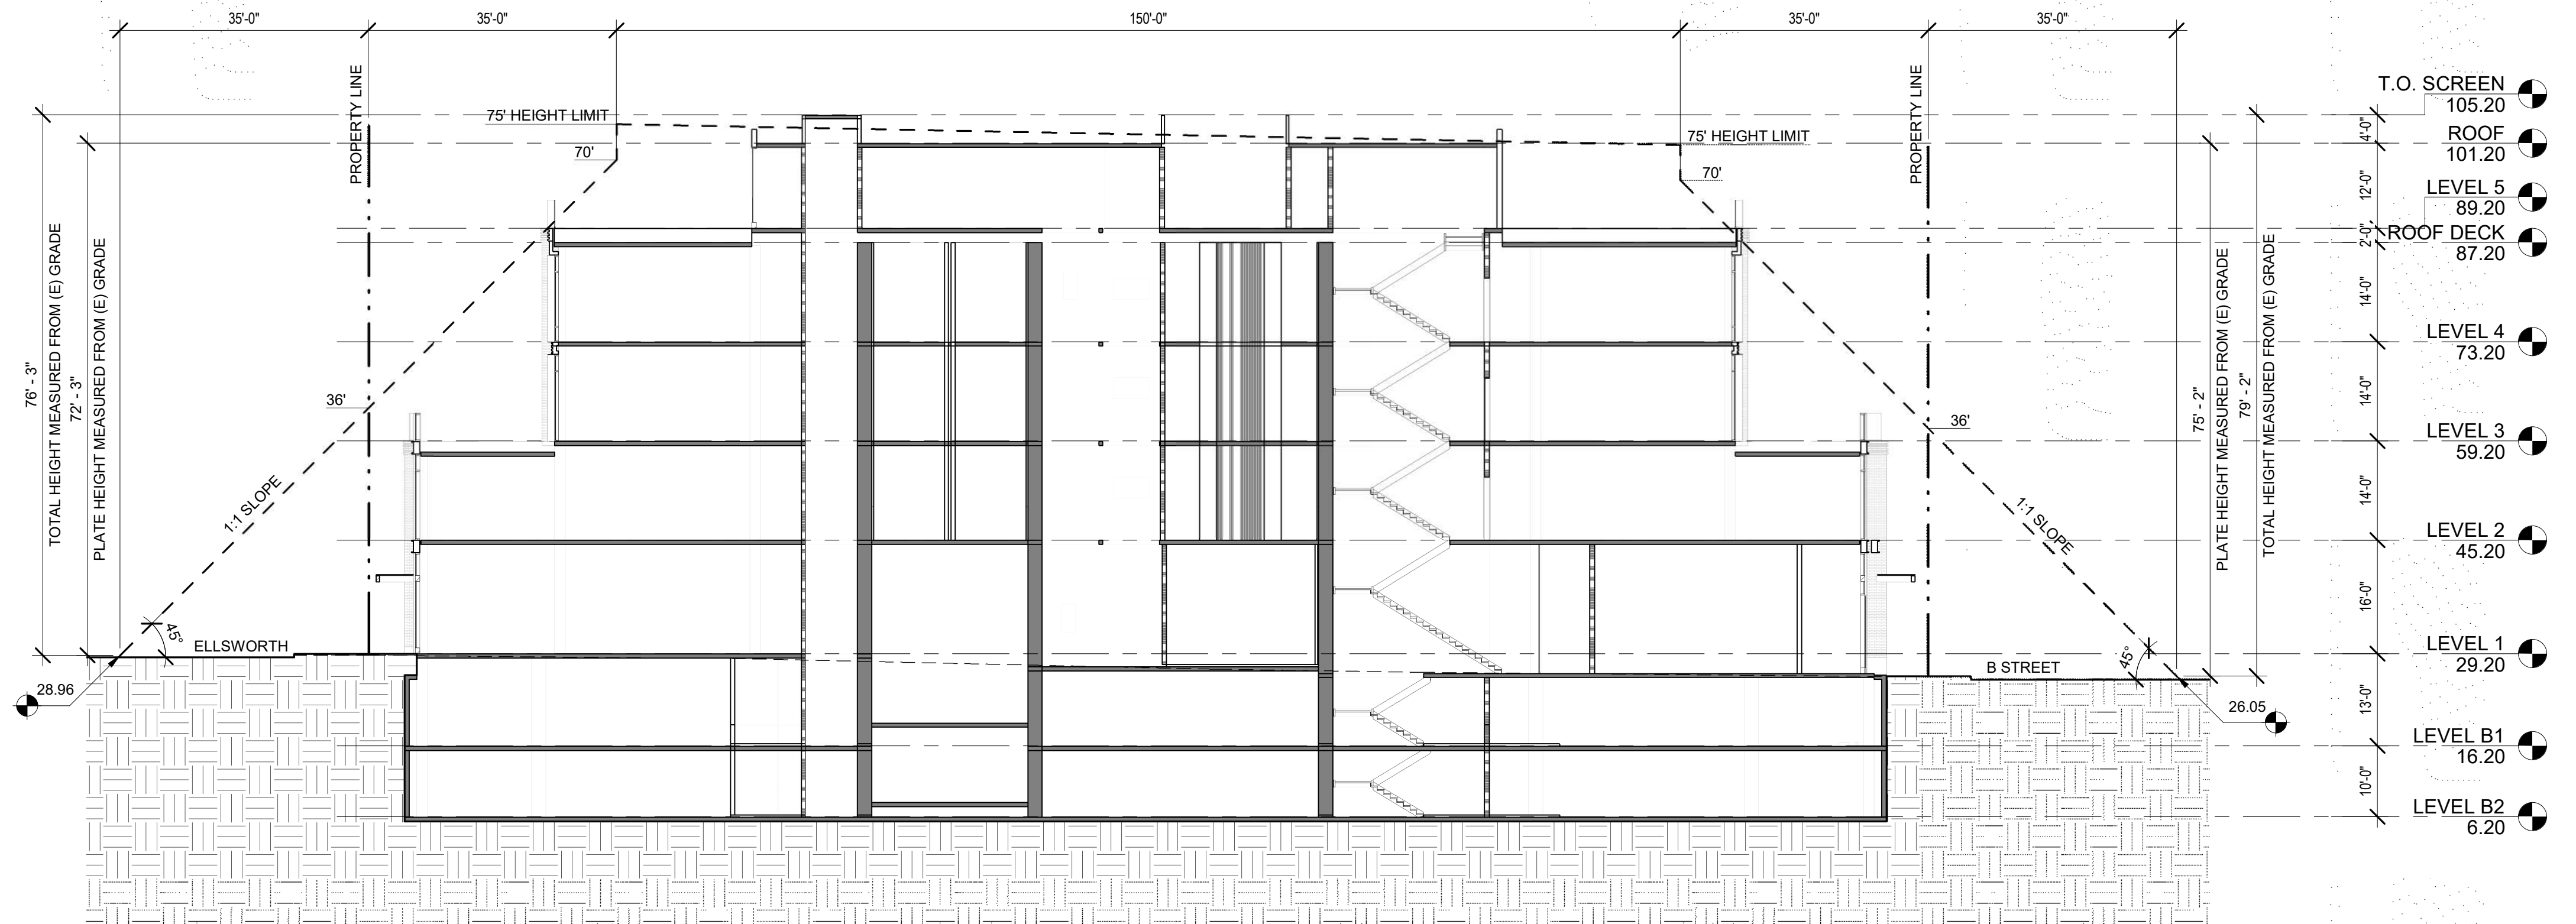 35'-0"
35'-0"
150'-0"
35'-0"
35'-0"
PROPERTY LINE
PROPERTY LINE
75' HEIGHT LIMIT
70'
75' HEIGHT LIMIT
70'
T.O. SCREEN
105.20
4'-0"
ROOF
101.20
12'-0"
LEVEL 5
89.20
2'-0"
ROOF DECK
87.20
14'-0"
LEVEL 4
73.20
14'-0"
LEVEL 3
59.20
14'-0"
LEVEL 2
45.20
16'-0"
LEVEL 1
29.20
13'-0"
LEVEL B1
16.20
10'-0"
LEVEL B2
6.20
76' - 3"
TOTAL HEIGHT MEASURED FROM (E) GRADE
72' - 3"
PLATE HEIGHT MEASURED FROM (E) GRADE
36'
1:1 SLOPE
45°
ELLSWORTH
28.96
36'
1:1 SLOPE
45°
B STREET
26.05
75' - 2"
PLATE HEIGHT MEASURED FROM (E) GRADE
79' - 2"
TOTAL HEIGHT MEASURED FROM (E) GRADE